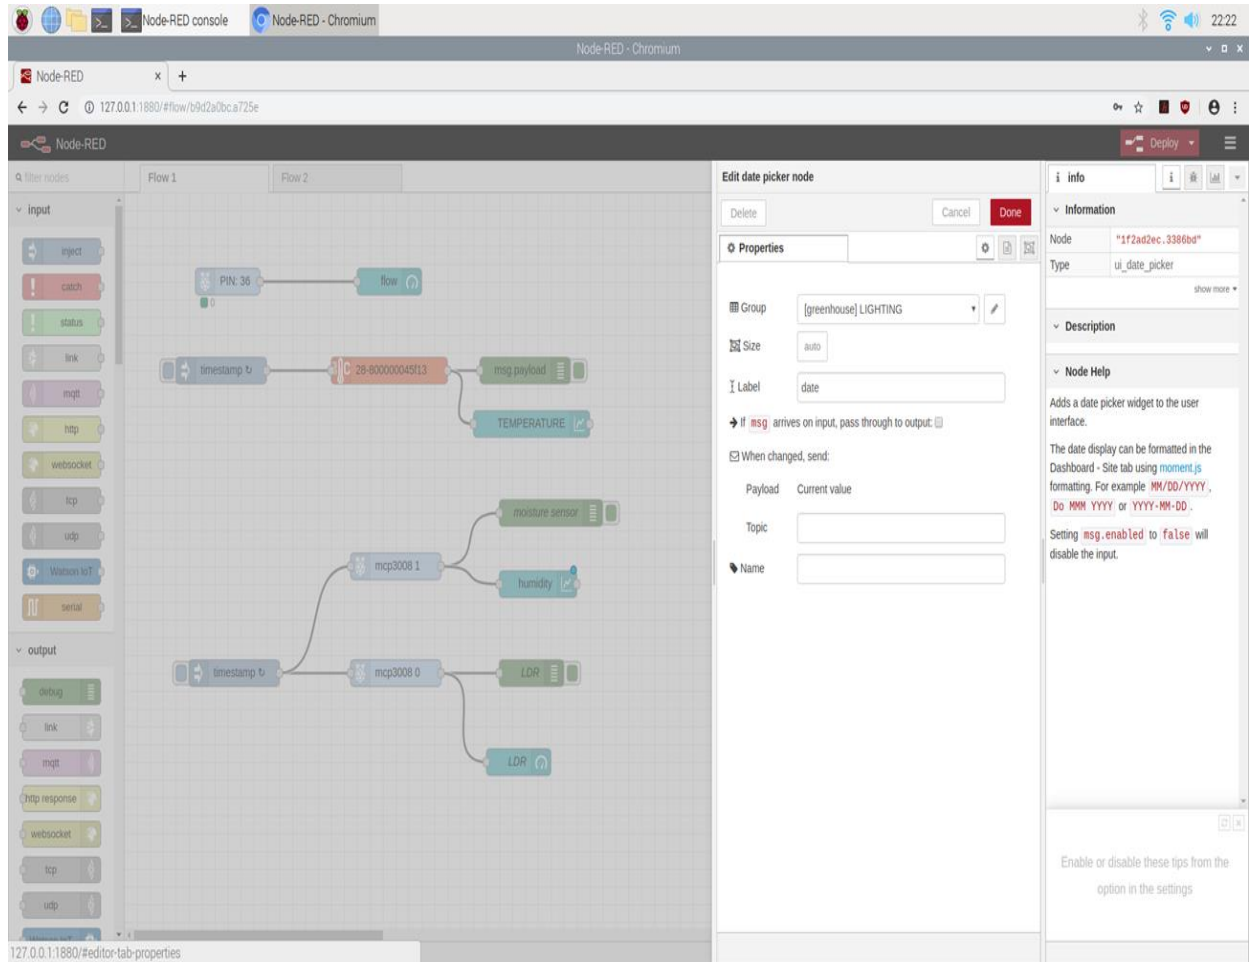 Node-RED console
Node-RED - Chromium
22:22
Node-RED - Chromium
Node-RED
127.0.0.1:1880/#flow/b9d2a0bc.a725e
Node-RED
Deploy
filter nodes
input
inject
catch
status
link
mqtt
http
websocket
tcp
udp
Watson IoT
serial
output
debug
link
mqtt
http response
websocket
tcp
udp
Flow 1
Flow 2
PIN: 36
flow
0
timestamp ↻
28-800000045f13
msg.payload
TEMPERATURE
moisture sensor
mcp3008 1
humidity
timestamp ↻
mcp3008 0
LDR
LDR
Edit date picker node
Delete
Cancel
Done
Properties
Group
[greenhouse] LIGHTING
Size
auto
Label
date
If msg arrives on input, pass through to output:
When changed, send:
Payload
Current value
Topic
Name
i info
i
Information
Node
"1f2ad2ec.3386bd"
Type
ui_date_picker
show more
Description
Node Help
Adds a date picker widget to the user
interface.
The date display can be formatted in the
Dashboard - Site tab using moment.js
formatting. For example MM/DD/YYYY ,
Do MMM YYYY or YYYY-MM-DD .
Setting msg.enabled to false will
disable the input.
Enable or disable these tips from the
option in the settings
127.0.0.1:1880/#editor-tab-properties